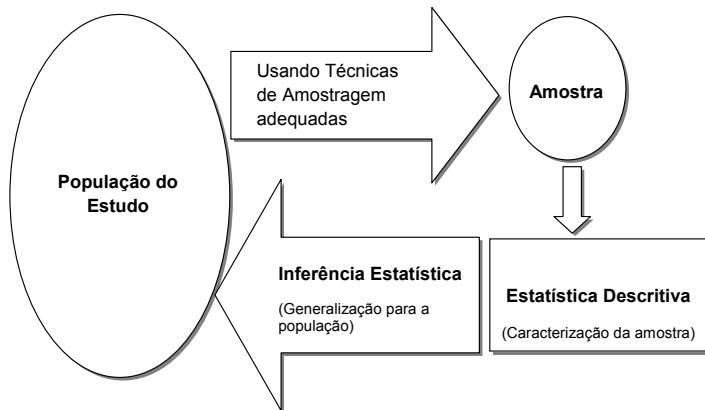 Usando Técnicas
de Amostragem
adequadas
Amostra
População do
Estudo
Inferência Estatística
(Generalização para a
população)
Estatística Descritiva
(Caracterização da amostra)